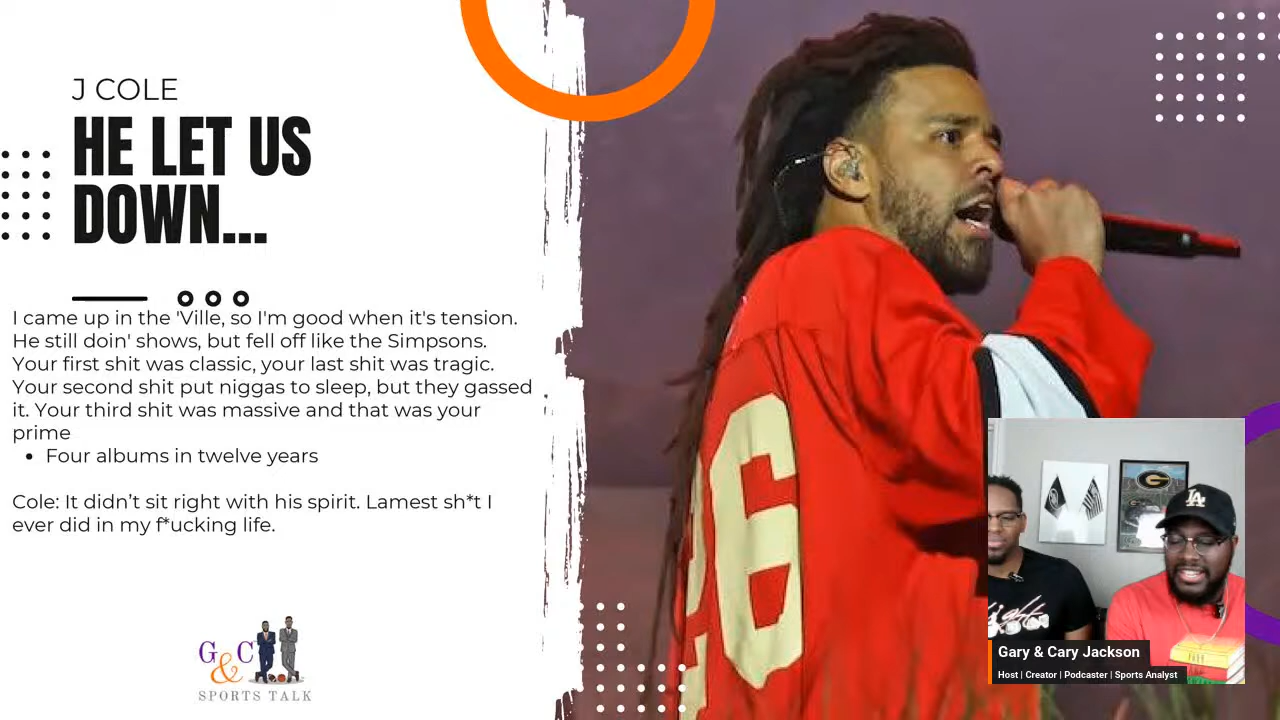 J COLE
HE LET US
DOWN...
I came up in the 'Ville, so I'm good when it's tension.
He still doin' shows, but fell off like the Simpsons.
Your first shit was classic, your last shit was tragic.
Your second shit put niggas to sleep, but they gassed
it. Your third shit was massive and that was your
prime
• Four albums in twelve years
Cole: It didn’t sit right with his spirit. Lamest sh*t I
ever did in my f*ucking life.
G&C
SPORTS TALK
26
G
LA
Gary & Cary Jackson
Host | Creator | Podcaster | Sports Analyst